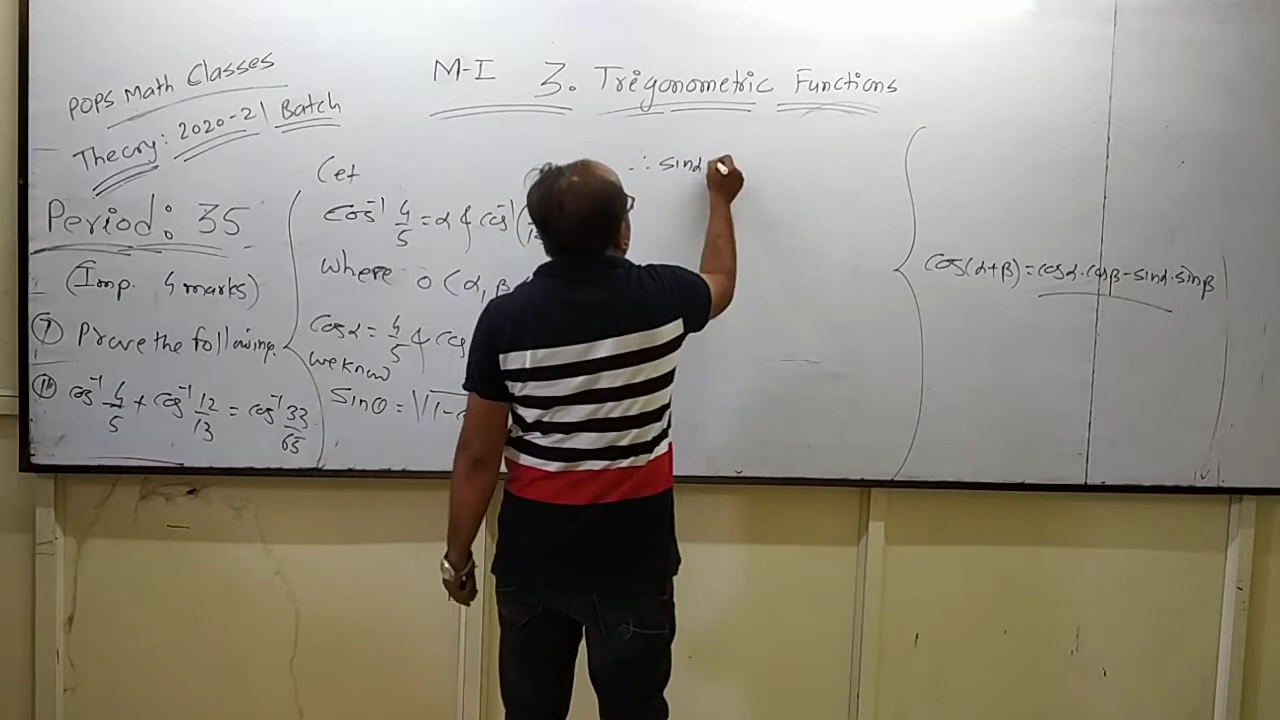 POPS Math Classes
Theory: 2020-21 Batch
M-I 3. Trigonometric Functions
Period: 35
(Imp. 4 marks)
⑦ Prove the following.
cos⁻¹ 4/5 + cos⁻¹ 12/13 = cos⁻¹ 33/65
Let
cos⁻¹ 4/5 = α & cos⁻¹(
where 0 < α, β
cosα = 4/5 & cos
we know
sinθ = √1-c
∴ sinα
cos(α+β) = cosα·cosβ - sinα·sinβ